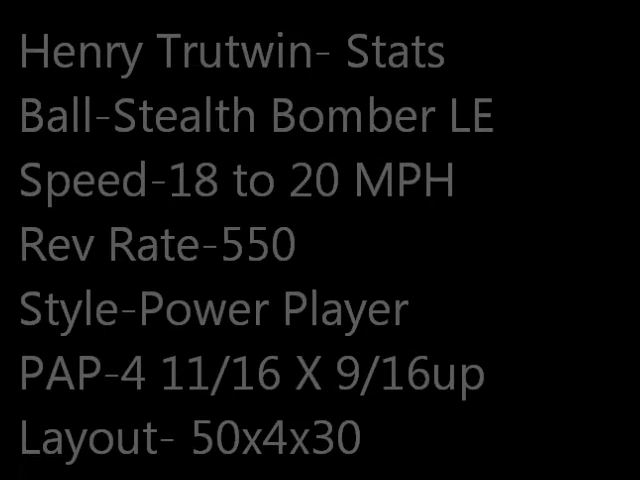 Henry Trutwin- Stats
Ball-Stealth Bomber LE
Speed-18 to 20 MPH
Rev Rate-550
Style-Power Player
PAP-4 11/16 X 9/16up
Layout- 50x4x30